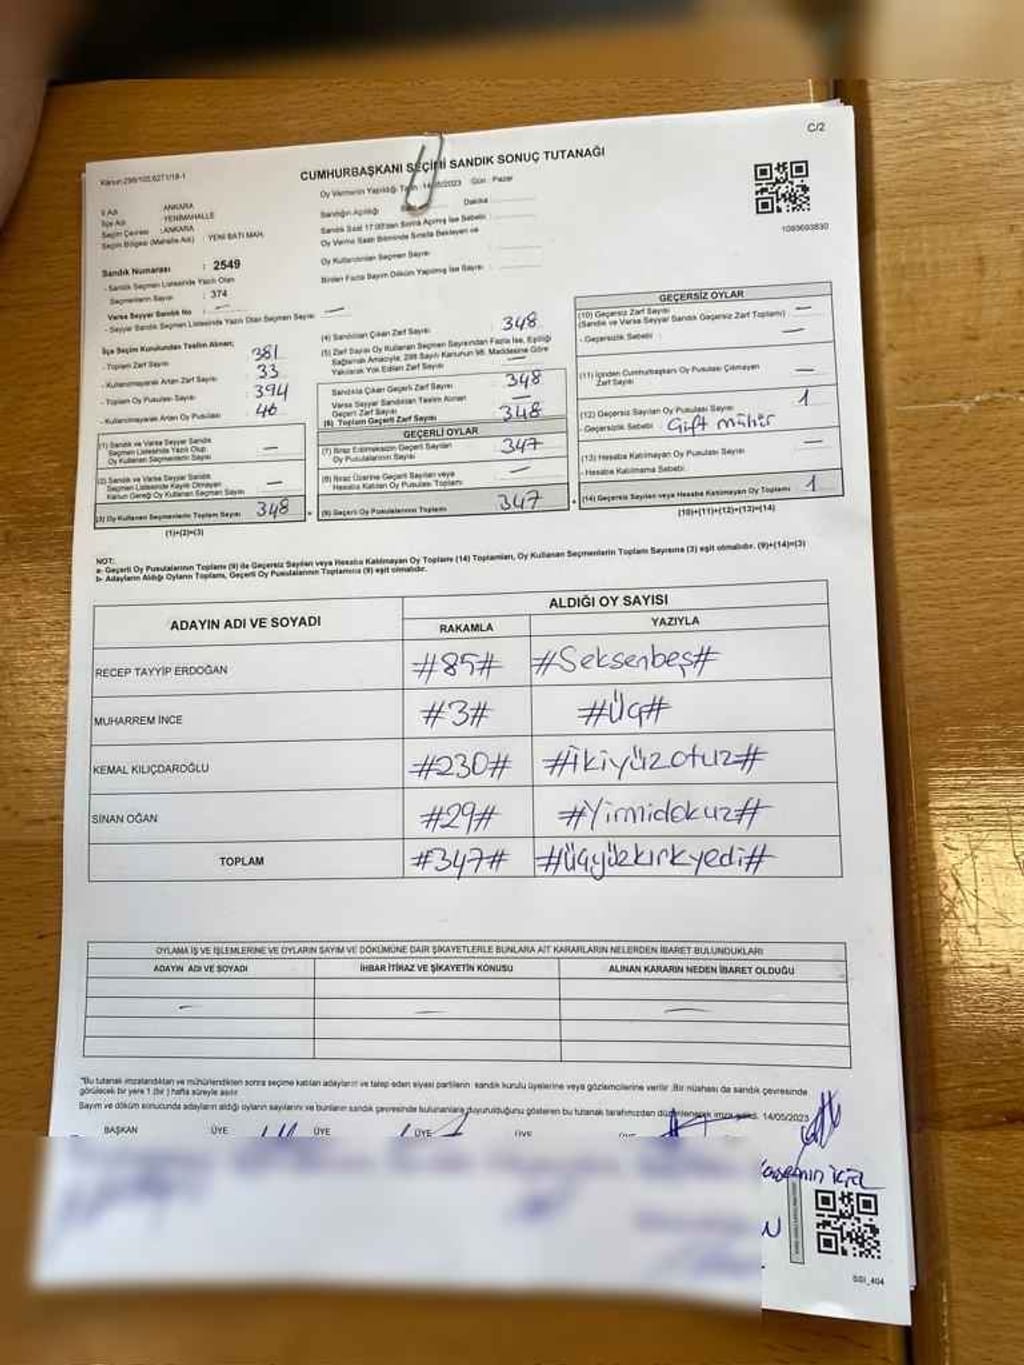 C/2
Kanun:298/105,6271/18-1
CUMHURBAŞKANI SEÇİMİ SANDIK SONUÇ TUTANAĞI
Oy Vermenin Yapıldığı Tarih : 14/05/2023 Gün : Pazar
İl Adı : ANKARA
İlçe Adı : YENİMAHALLE
Seçim Çevresi : ANKARA
Seçim Bölgesi (Mahalle Adı) : YENİ BATI MAH.
Sandığın Açıldığı Dakika
Sandık Saat 17:00'den Sonra Açılmış İse Sebebi :
Oy Verme Saati Bitiminde Sırada Bekleyen ve
Oy Kullandırılan Seçmen Sayısı
Birden Fazla Sayım Döküm Yapılmış İse Sayısı :
1093693830
Sandık Numarası : 2549
- Sandık Seçmen Listesinde Yazılı Olan
Seçmenlerin Sayısı : 374
Varsa Seyyar Sandık No : —
- Seyyar Sandık Seçmen Listesinde Yazılı Olan Seçmen Sayısı : —
İlçe Seçim Kurulundan Teslim Alınan;
- Toplam Zarf Sayısı 381
- Kullanılmayarak Artan Zarf Sayısı 33
- Toplam Oy Pusulası Sayısı 394
- Kullanılmayarak Artan Oy Pusulası 46
(1) Sandık ve Varsa Seyyar Sandık
Seçmen Listesinde Yazılı Olup
Oy Kullanan Seçmenlerin Sayısı —
(2) Sandık ve Varsa Seyyar Sandık
Seçmen Listesinde Kayıtlı Olmayan
Kanun Gereği Oy Kullanan Seçmen Sayısı —
(3) Oy Kullanan Seçmenlerin Toplam Sayısı 348
(1)+(2)=(3)
(4) Sandıktan Çıkan Zarf Sayısı 348
(5) Zarf Sayısı Oy Kullanan Seçmen Sayısından Fazla İse, Eşitliği
Sağlamak Amacıyla, 298 Sayılı Kanunun 98. Maddesine Göre
Yakılarak Yok Edilen Zarf Sayısı —
Sandıkta Çıkan Geçerli Zarf Sayısı 348
Varsa Seyyar Sandıktan Teslim Alınan
Geçerli Zarf Sayısı —
(6) Toplam Geçerli Zarf Sayısı 348
GEÇERLİ OYLAR
(7) İtiraz Edilmeksizin Geçerli Sayılan
Oy Pusulalarının Sayısı 347
(8) İtiraz Üzerine Geçerli Sayılan veya
Hesaba Katılan Oy Pusulaları Toplamı —
(9) Geçerli Oy Pusulalarının Toplamı 347
GEÇERSİZ OYLAR
(10) Geçersiz Zarf Sayısı
(Sandık ve Varsa Seyyar Sandık Geçersiz Zarf Toplamı) —
- Geçersizlik Sebebi : —
(11) İçinden Cumhurbaşkanı Oy Pusulası Çıkmayan
Zarf Sayısı —
(12) Geçersiz Sayılan Oy Pusulası Sayısı 1
- Geçersizlik Sebebi : Çift mühür
(13) Hesaba Katılmayan Oy Pusulası Sayısı —
- Hesaba Katılmama Sebebi:
(14) Geçersiz Sayılan veya Hesaba Katılmayan Oy Toplamı 1
(10)+(11)+(12)+(13)=(14)
NOT:
a- Geçerli Oy Pusulalarının Toplamı (9) ile Geçersiz Sayılan veya Hesaba Katılmayan Oy Toplamı (14) Toplamları, Oy Kullanan Seçmenlerin Toplam Sayısına (3) eşit olmalıdır. (9)+(14)=(3)
b- Adayların Aldığı Oyların Toplamı, Geçerli Oy Pusulalarının Toplamına (9) eşit olmalıdır.
ADAYIN ADI VE SOYADI ALDIĞI OY SAYISI
RAKAMLA YAZIYLA
RECEP TAYYİP ERDOĞAN #85# #Seksenbeş#
MUHARREM İNCE #3# #Üç#
KEMAL KILIÇDAROĞLU #230# #ikiyüzotuz#
SİNAN OĞAN #29# #Yirmidokuz#
TOPLAM #347# #üçyüzkırkyedi#
OYLAMA İŞ VE İŞLEMLERİNE VE OYLARIN SAYIM VE DÖKÜMÜNE DAİR ŞİKAYETLERLE BUNLARA AİT KARARLARIN NELERDEN İBARET BULUNDUKLARI
ADAYIN ADI VE SOYADI İHBAR İTİRAZ VE ŞİKAYETİN KONUSU ALINAN KARARIN NEDEN İBARET OLDUĞU
— — —
"Bu tutanak imzalandıktan ve mühürlendikten sonra seçime katılan adayların ve talep eden siyasi partilerin sandık kurulu üyelerine veya gözlemcilerine verilir .Bir nüshası da sandık çevresinde
görülecek bir yere 1 (bir) hafta süreyle asılır.
Sayım ve döküm sonucunda adayların aldığı oyların sayılarını ve bunların sandık çevresinde bulunanlara duyurulduğunu gösteren bu tutanak tarafımızdan düzenlenerek imza edildi. 14/05/2023
BAŞKAN ÜYE ÜYE ÜYE ÜYE
SSI_404